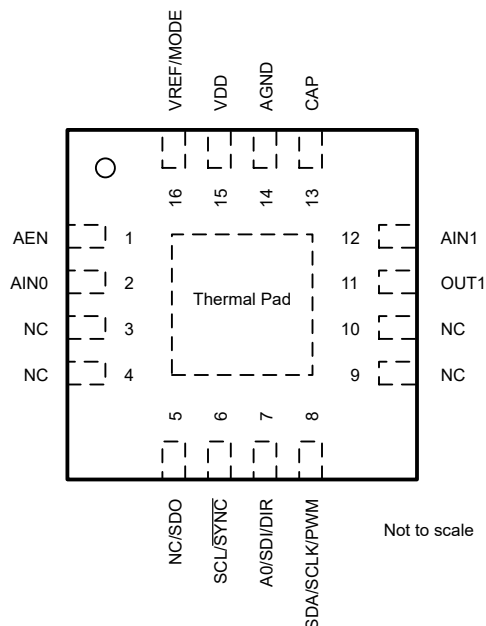 VREF/MODE
VDD
AGND
CAP
16
15
14
13
AEN
1
12
AIN1
AIN0
2
Thermal Pad
11
OUT1
NC
3
10
NC
NC
4
9
NC
5
6
7
8
NC/SDO
SCL/SYNC
A0/SDI/DIR
SDA/SCLK/PWM
Not to scale